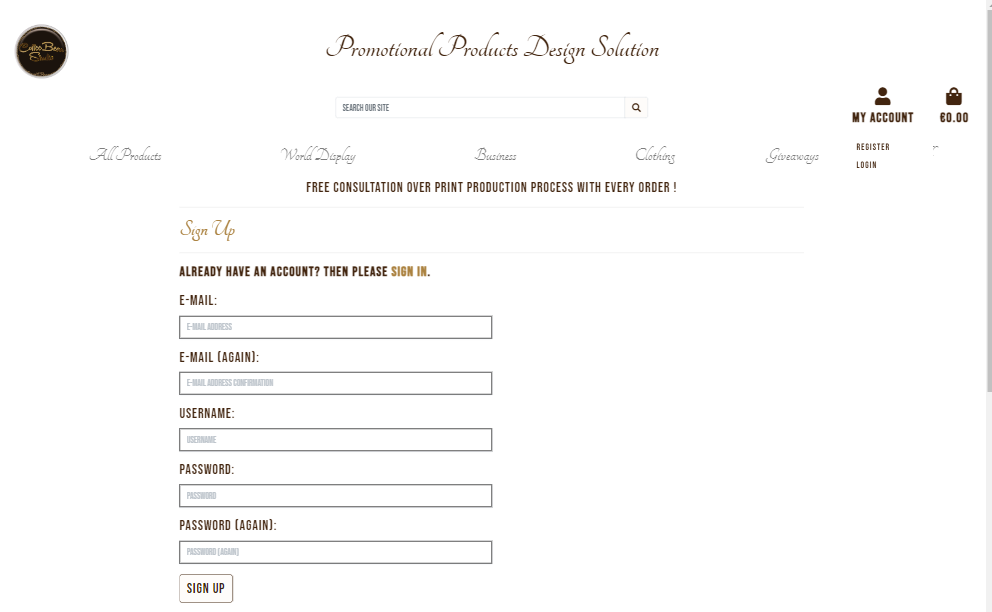 Coffee Bean
Studio
Promotional Products Design Solution
SEARCH OUR SITE
MY ACCOUNT
€0.00
All Products
World Display
Business
Clothing
Giveaways
REGISTER
LOGIN
FREE CONSULTATION OVER PRINT PRODUCTION PROCESS WITH EVERY ORDER !
Sign Up
ALREADY HAVE AN ACCOUNT? THEN PLEASE SIGN IN.
E-MAIL:
E-MAIL ADDRESS
E-MAIL (AGAIN):
E-MAIL ADDRESS CONFIRMATION
USERNAME:
USERNAME
PASSWORD:
PASSWORD
PASSWORD (AGAIN):
PASSWORD (AGAIN)
SIGN UP